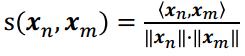 s(𝒙ₙ, 𝒙ₘ) = ⟨𝒙ₙ,𝒙ₘ⟩ / ‖𝒙ₙ‖∙‖𝒙ₘ‖